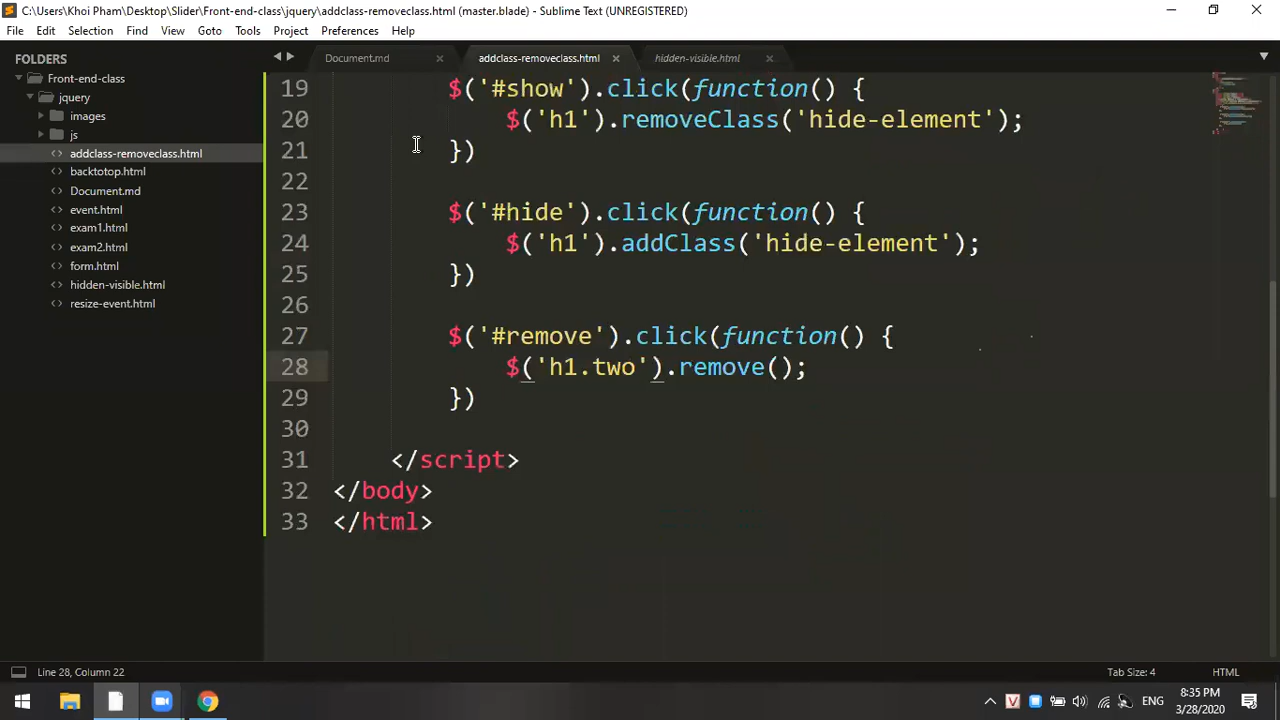 C:\Users\Khoi Pham\Desktop\Slider\Front-end-class\jquery\addclass-removeclass.html (master.blade) - Sublime Text (UNREGISTERED)
File Edit Selection Find View Goto Tools Project Preferences Help
FOLDERS
Front-end-class
jquery
images
js
addclass-removeclass.html
backtotop.html
Document.md
event.html
exam1.html
exam2.html
form.html
hidden-visible.html
resize-event.html
Document.md addclass-removeclass.html hidden-visible.html
19 $('#show').click(function() {
20 $('h1').removeClass('hide-element');
21 })
22
23 $('#hide').click(function() {
24 $('h1').addClass('hide-element');
25 })
26
27 $('#remove').click(function() {
28 $('h1.two').remove();
29 })
30
31 </script>
32 </body>
33 </html>
Line 28, Column 22 Tab Size: 4 HTML
V ENG 8:35 PM
3/28/2020